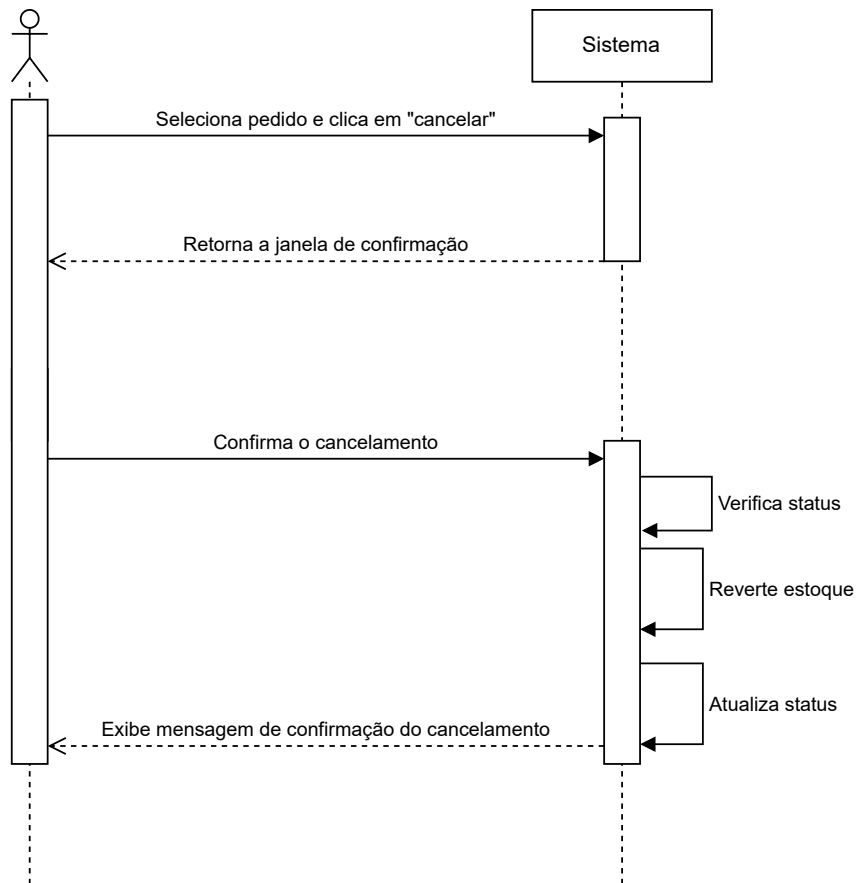 Sistema
Seleciona pedido e clica em "cancelar"
Retorna a janela de confirmação
Confirma o cancelamento
Verifica status
Reverte estoque
Atualiza status
Exibe mensagem de confirmação do cancelamento